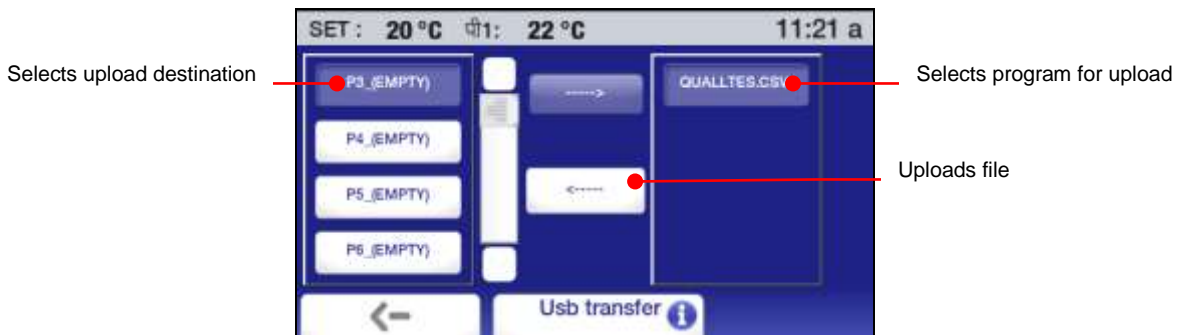 SET : 20 °C पी1: 22 °C 11:21 a
Selects upload destination
P3_(EMPTY)
----->
QUALLTES.CSV
Selects program for upload
P4_(EMPTY)
Uploads file
P5_(EMPTY)
<-----
P6_(EMPTY)
<-
Usb transfer